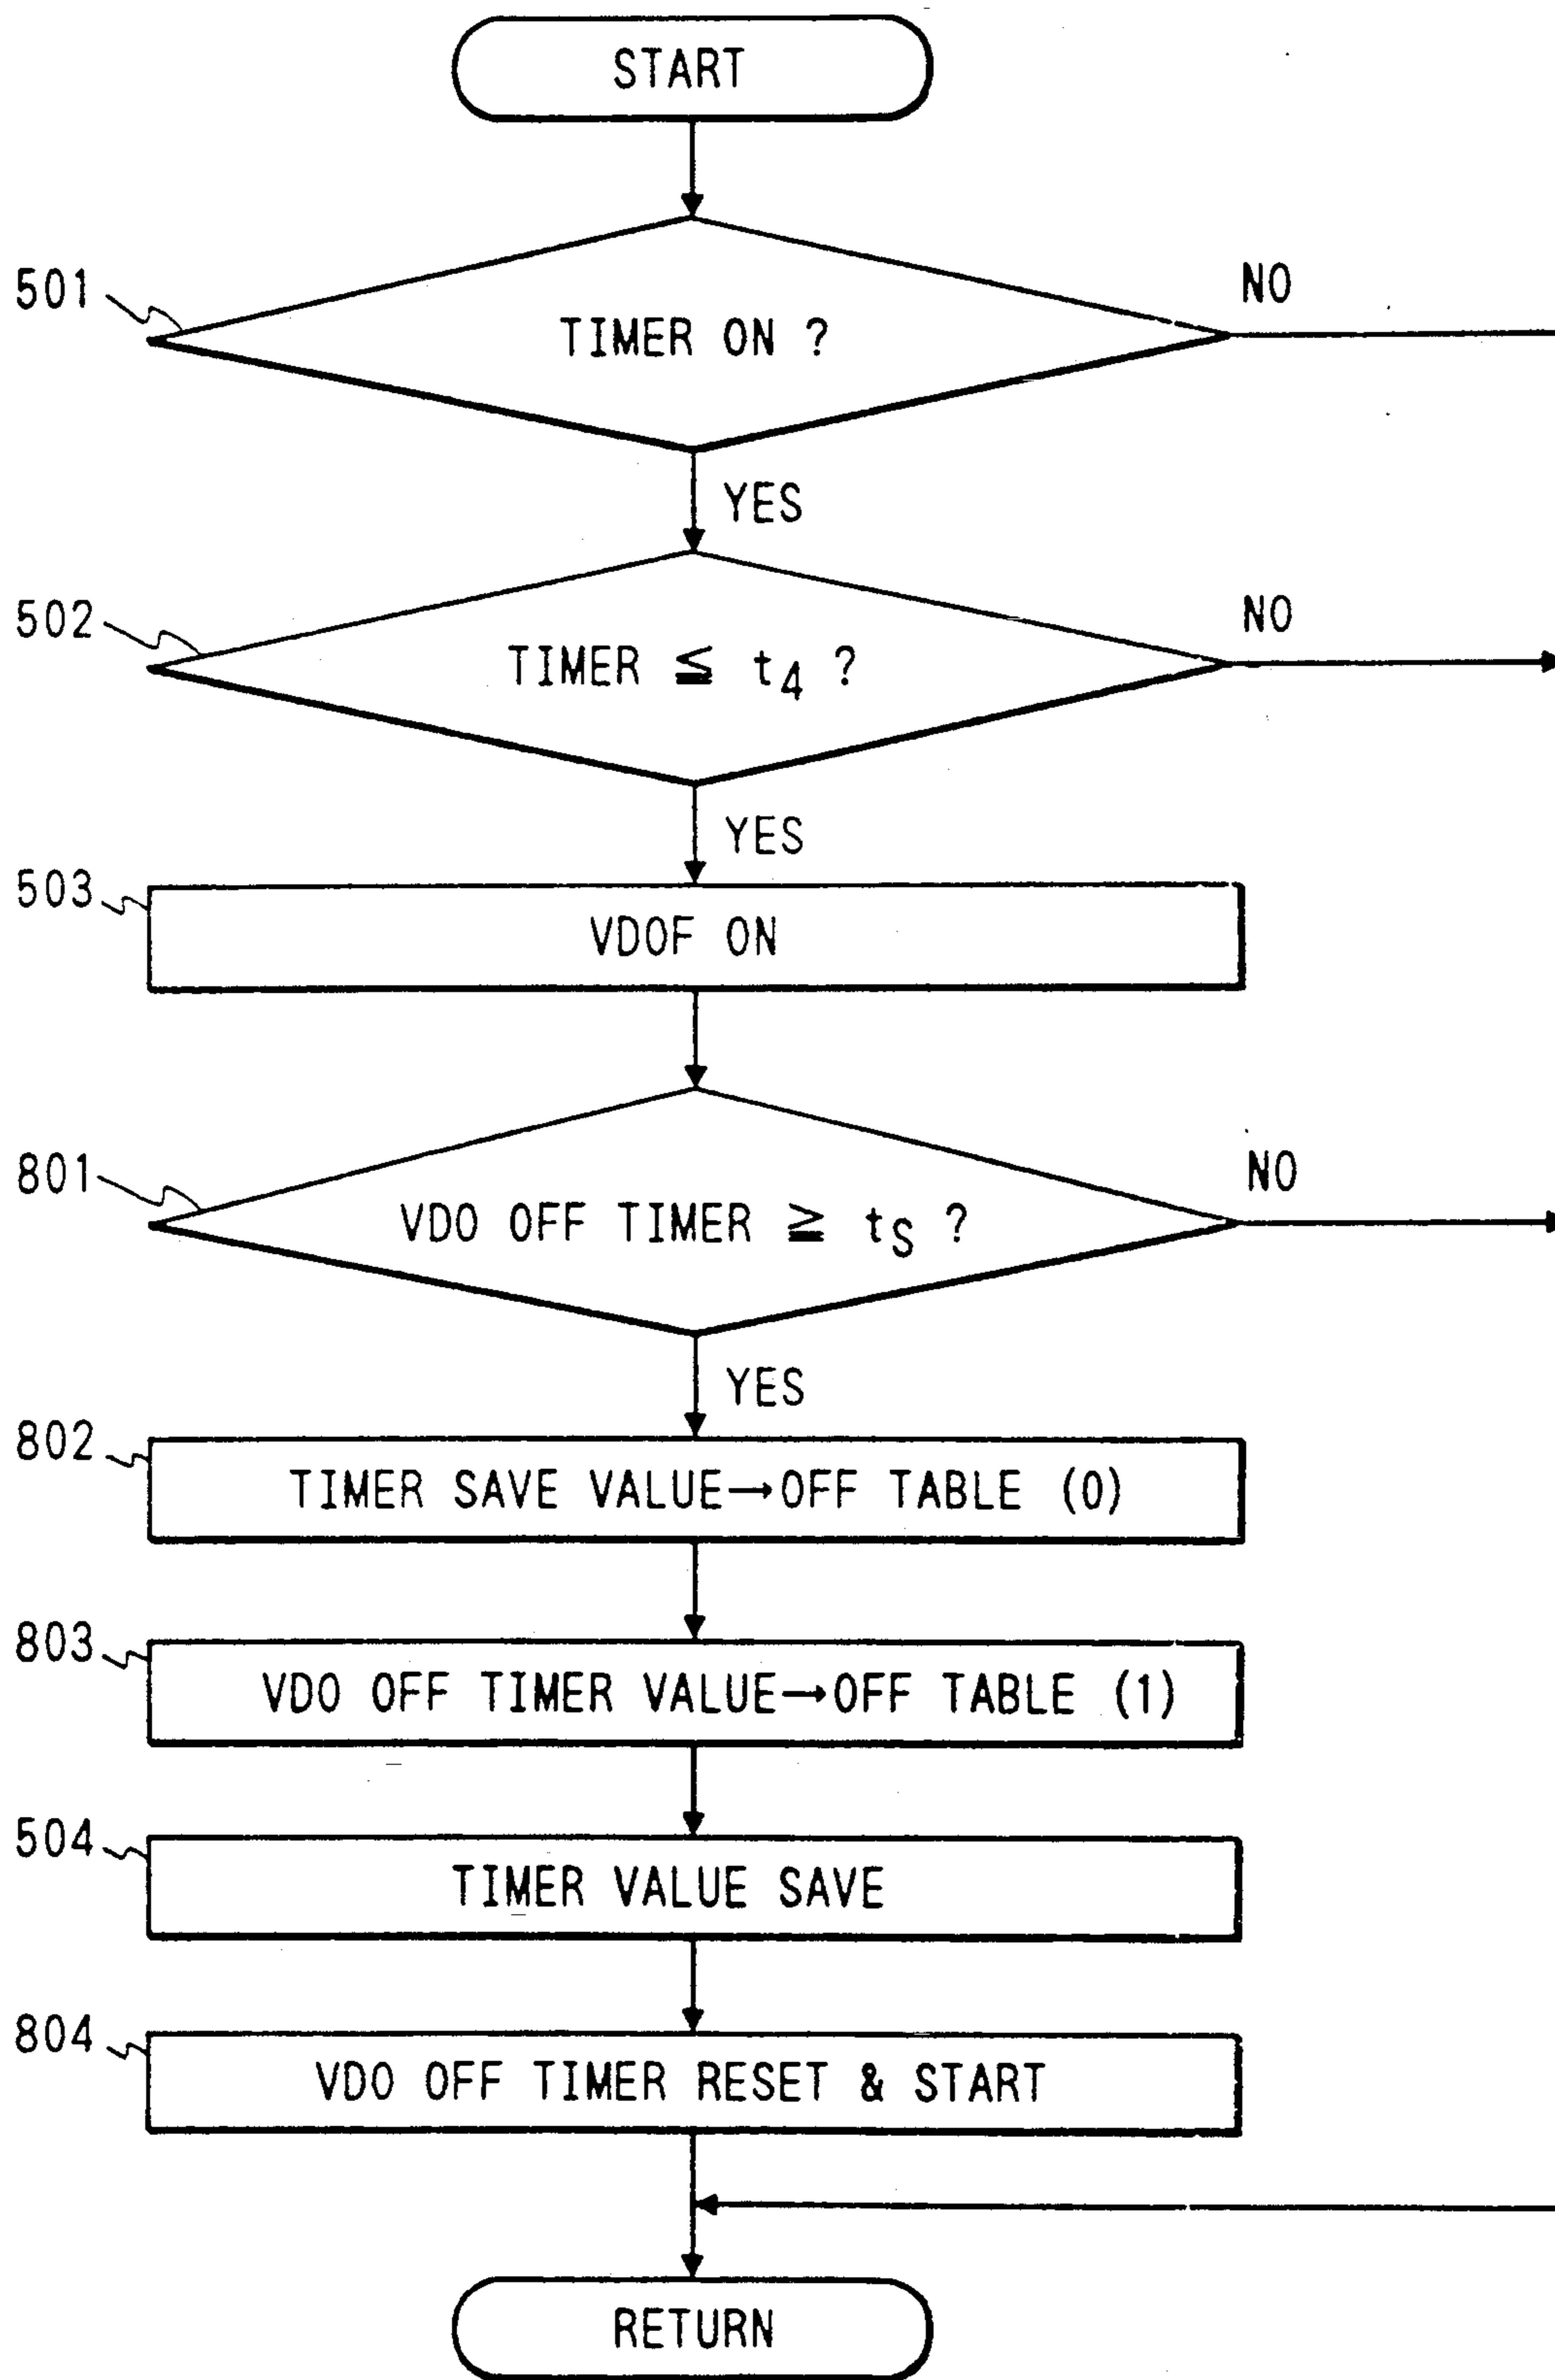 START
501
TIMER ON ?
NO
YES
502
TIMER ≦ t4 ?
NO
YES
503
VDOF ON
801
VDO OFF TIMER ≧ tS ?
NO
YES
802
TIMER SAVE VALUE→OFF TABLE (0)
803
VDO OFF TIMER VALUE→OFF TABLE (1)
504
TIMER VALUE SAVE
804
VDO OFF TIMER RESET & START
RETURN